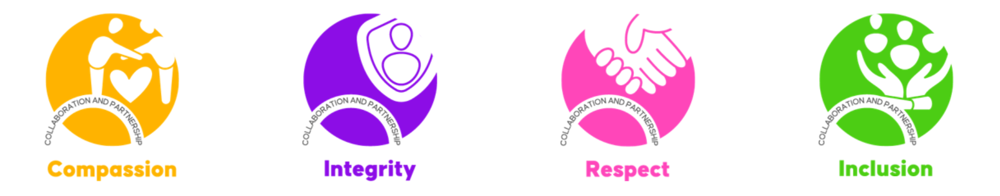 COLLABORATION AND PARTNERSHIP
Compassion
COLLABORATION AND PARTNERSHIP
Integrity
COLLABORATION AND PARTNERSHIP
Respect
COLLABORATION AND PARTNERSHIP
Inclusion